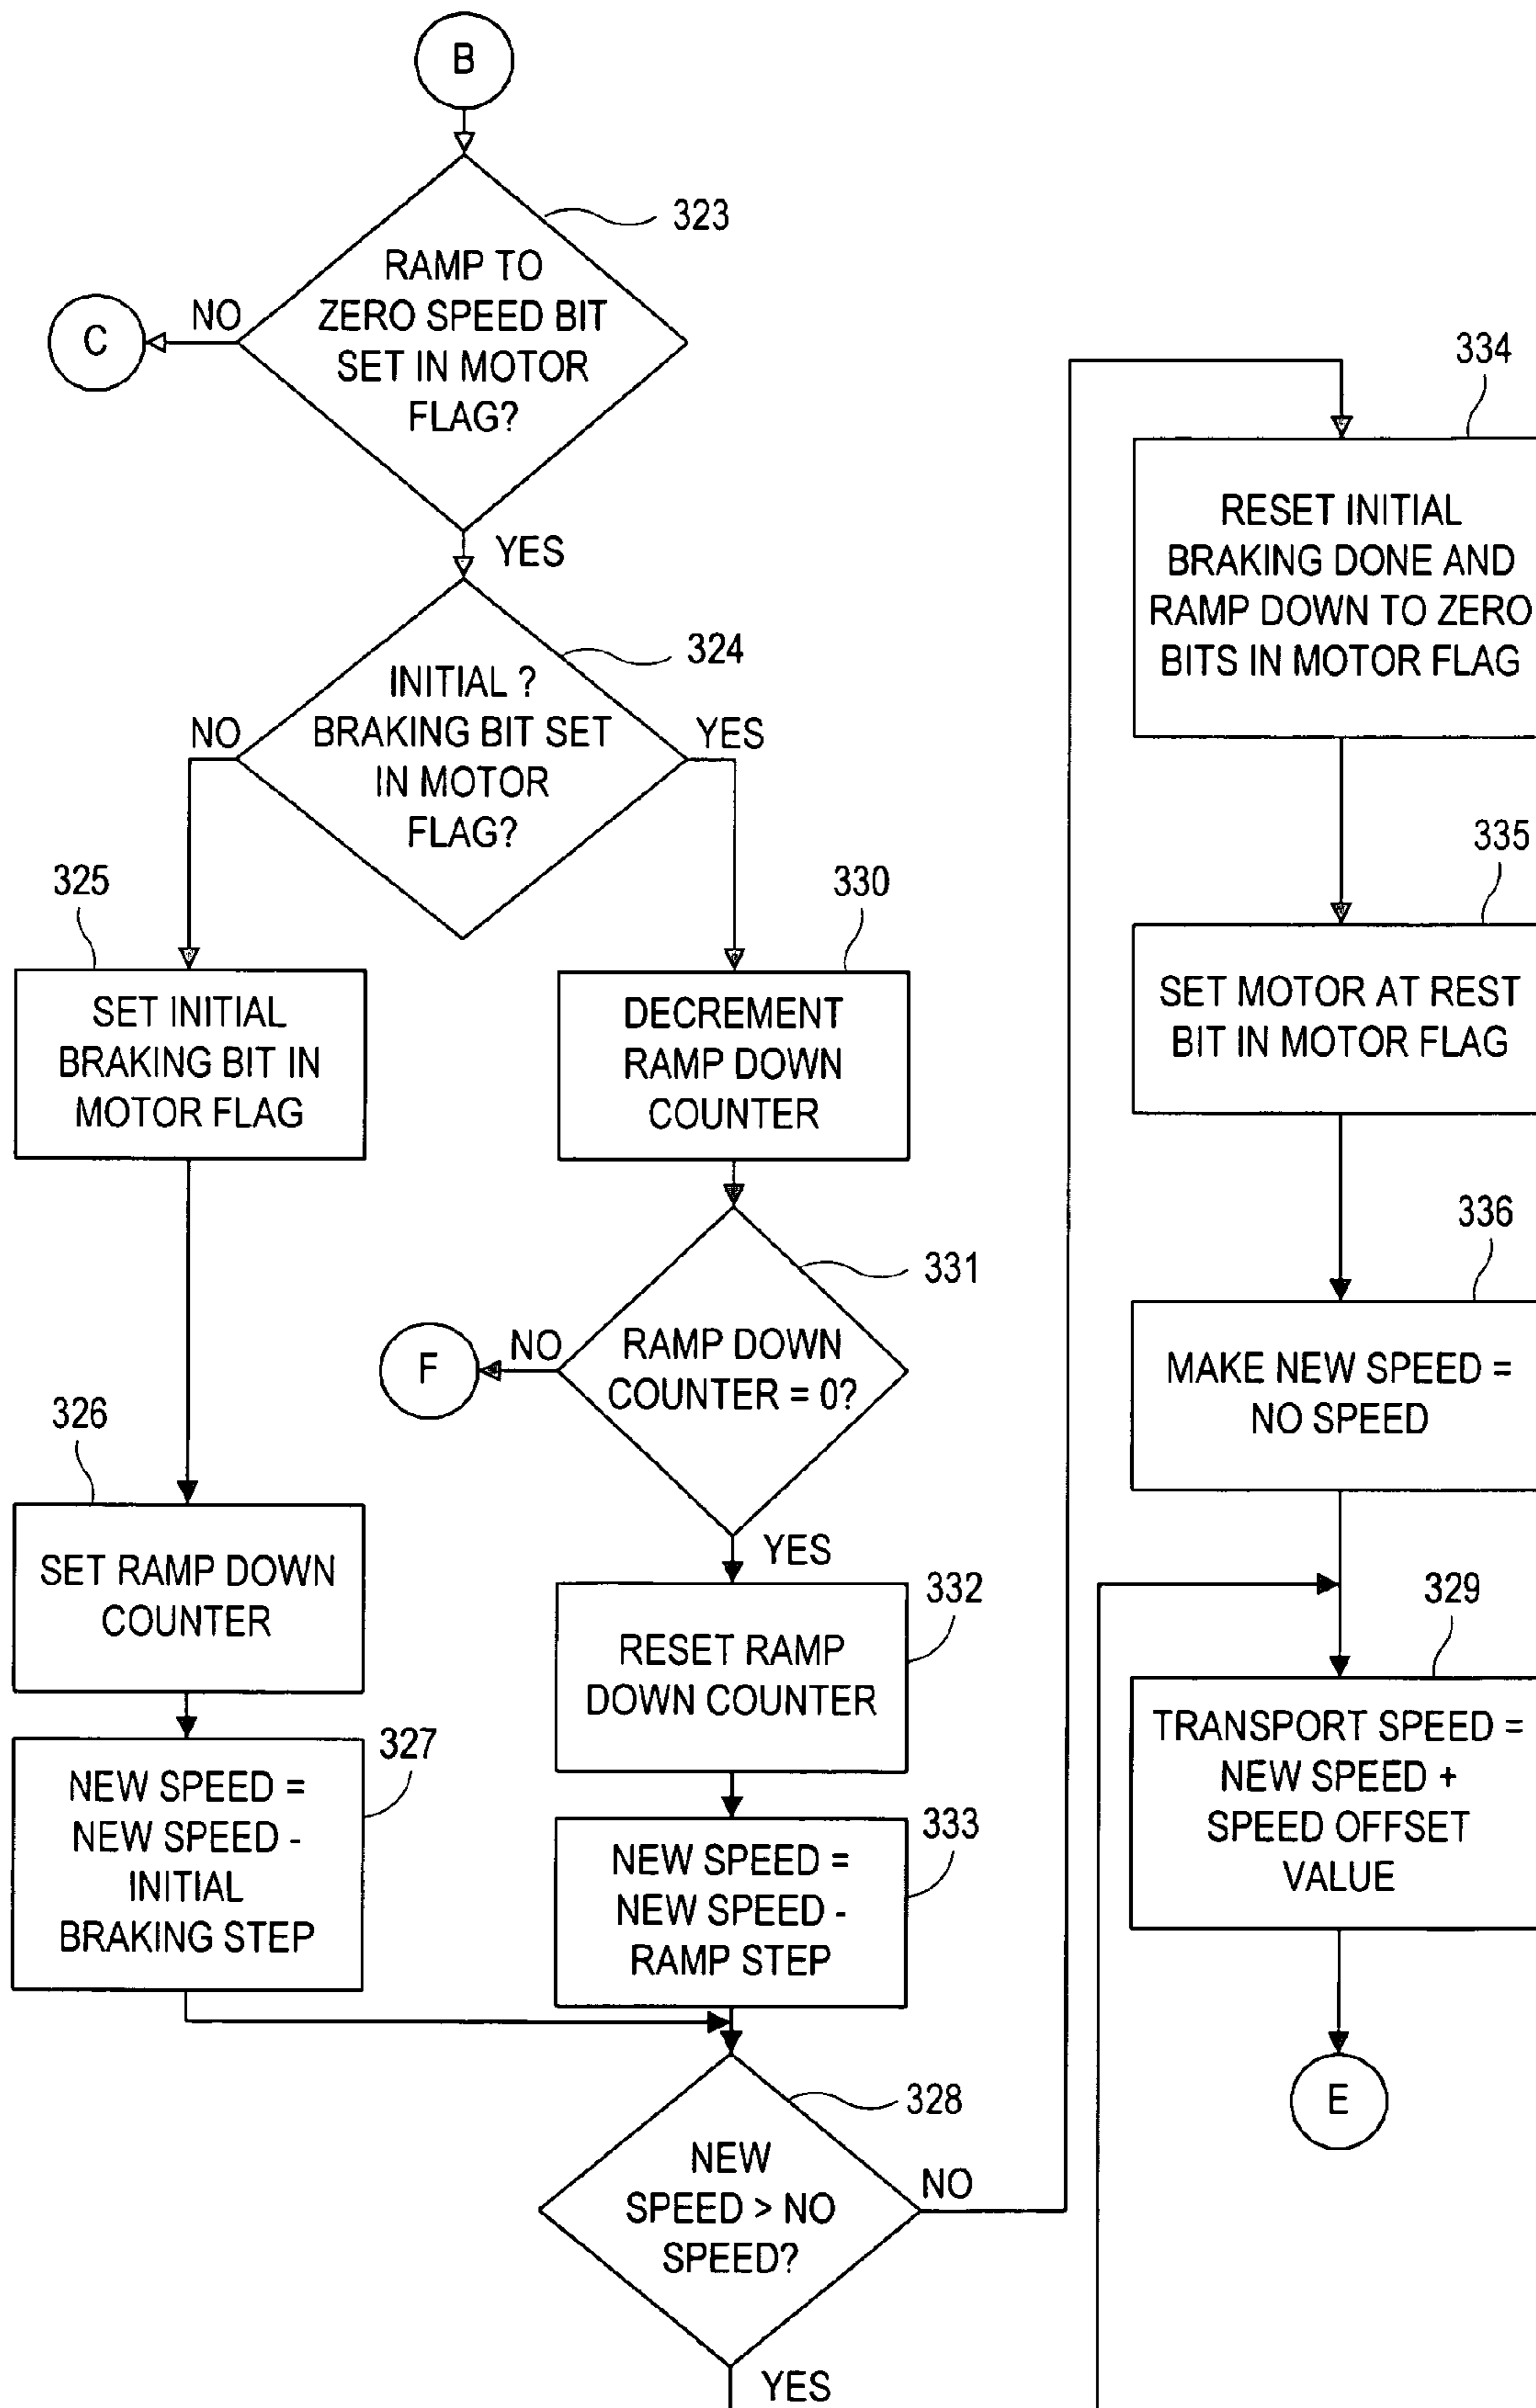 B
323
RAMP TO
ZERO SPEED BIT
SET IN MOTOR
FLAG?
NO
C
YES
324
INITIAL ?
BRAKING BIT SET
IN MOTOR
FLAG?
NO
YES
325
SET INITIAL
BRAKING BIT IN
MOTOR FLAG
326
SET RAMP DOWN
COUNTER
327
NEW SPEED =
NEW SPEED -
INITIAL
BRAKING STEP
330
DECREMENT
RAMP DOWN
COUNTER
331
RAMP DOWN
COUNTER = 0?
NO
F
YES
332
RESET RAMP
DOWN COUNTER
333
NEW SPEED =
NEW SPEED -
RAMP STEP
328
NEW
SPEED > NO
SPEED?
NO
YES
334
RESET INITIAL
BRAKING DONE AND
RAMP DOWN TO ZERO
BITS IN MOTOR FLAG
335
SET MOTOR AT REST
BIT IN MOTOR FLAG
336
MAKE NEW SPEED =
NO SPEED
329
TRANSPORT SPEED =
NEW SPEED +
SPEED OFFSET
VALUE
E